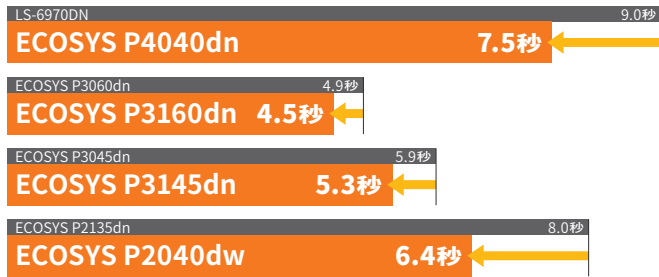 LS-6970DN 9.0秒
ECOSYS P4040dn 7.5秒
ECOSYS P3060dn 4.9秒
ECOSYS P3160dn 4.5秒
ECOSYS P3045dn 5.9秒
ECOSYS P3145dn 5.3秒
ECOSYS P2135dn 8.0秒
ECOSYS P2040dw 6.4秒